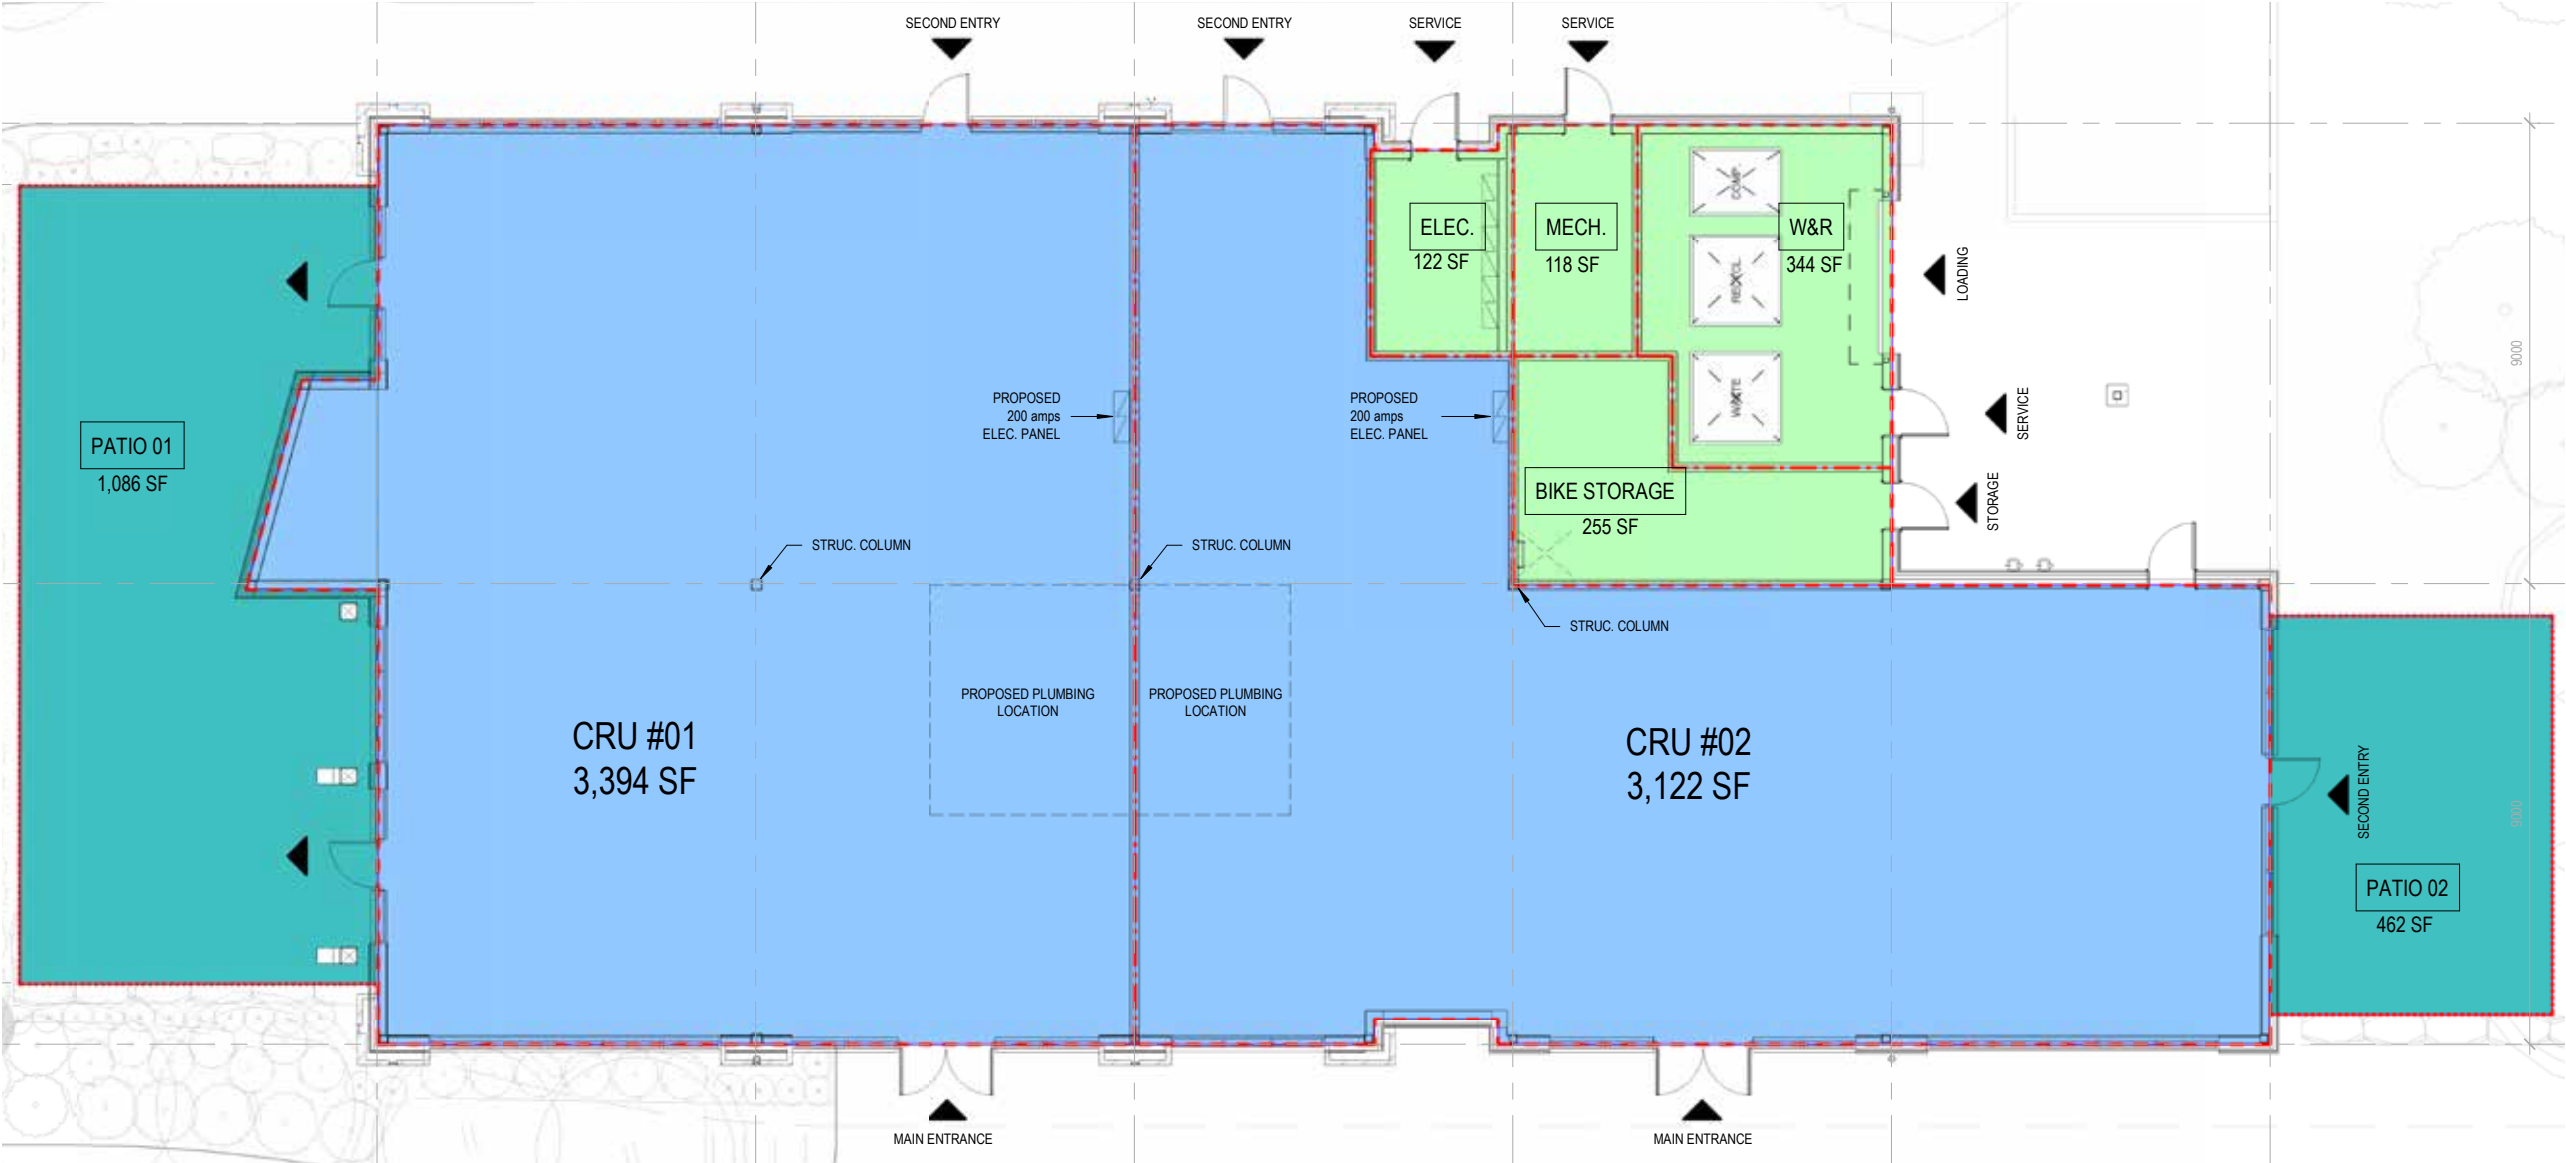 SECOND ENTRY
SECOND ENTRY
SERVICE
SERVICE
ELEC.
122 SF
MECH.
118 SF
W&R
344 SF
COMP.
LOADING
9000
PROPOSED
200 amps
ELEC. PANEL
PROPOSED
200 amps
ELEC. PANEL
SERVICE
PATIO 01
1,086 SF
BIKE STORAGE
255 SF
STORAGE
STRUC. COLUMN
STRUC. COLUMN
STRUC. COLUMN
PROPOSED PLUMBING
LOCATION
PROPOSED PLUMBING
LOCATION
CRU #01
3,394 SF
CRU #02
3,122 SF
SECOND ENTRY
9000
PATIO 02
462 SF
MAIN ENTRANCE
MAIN ENTRANCE